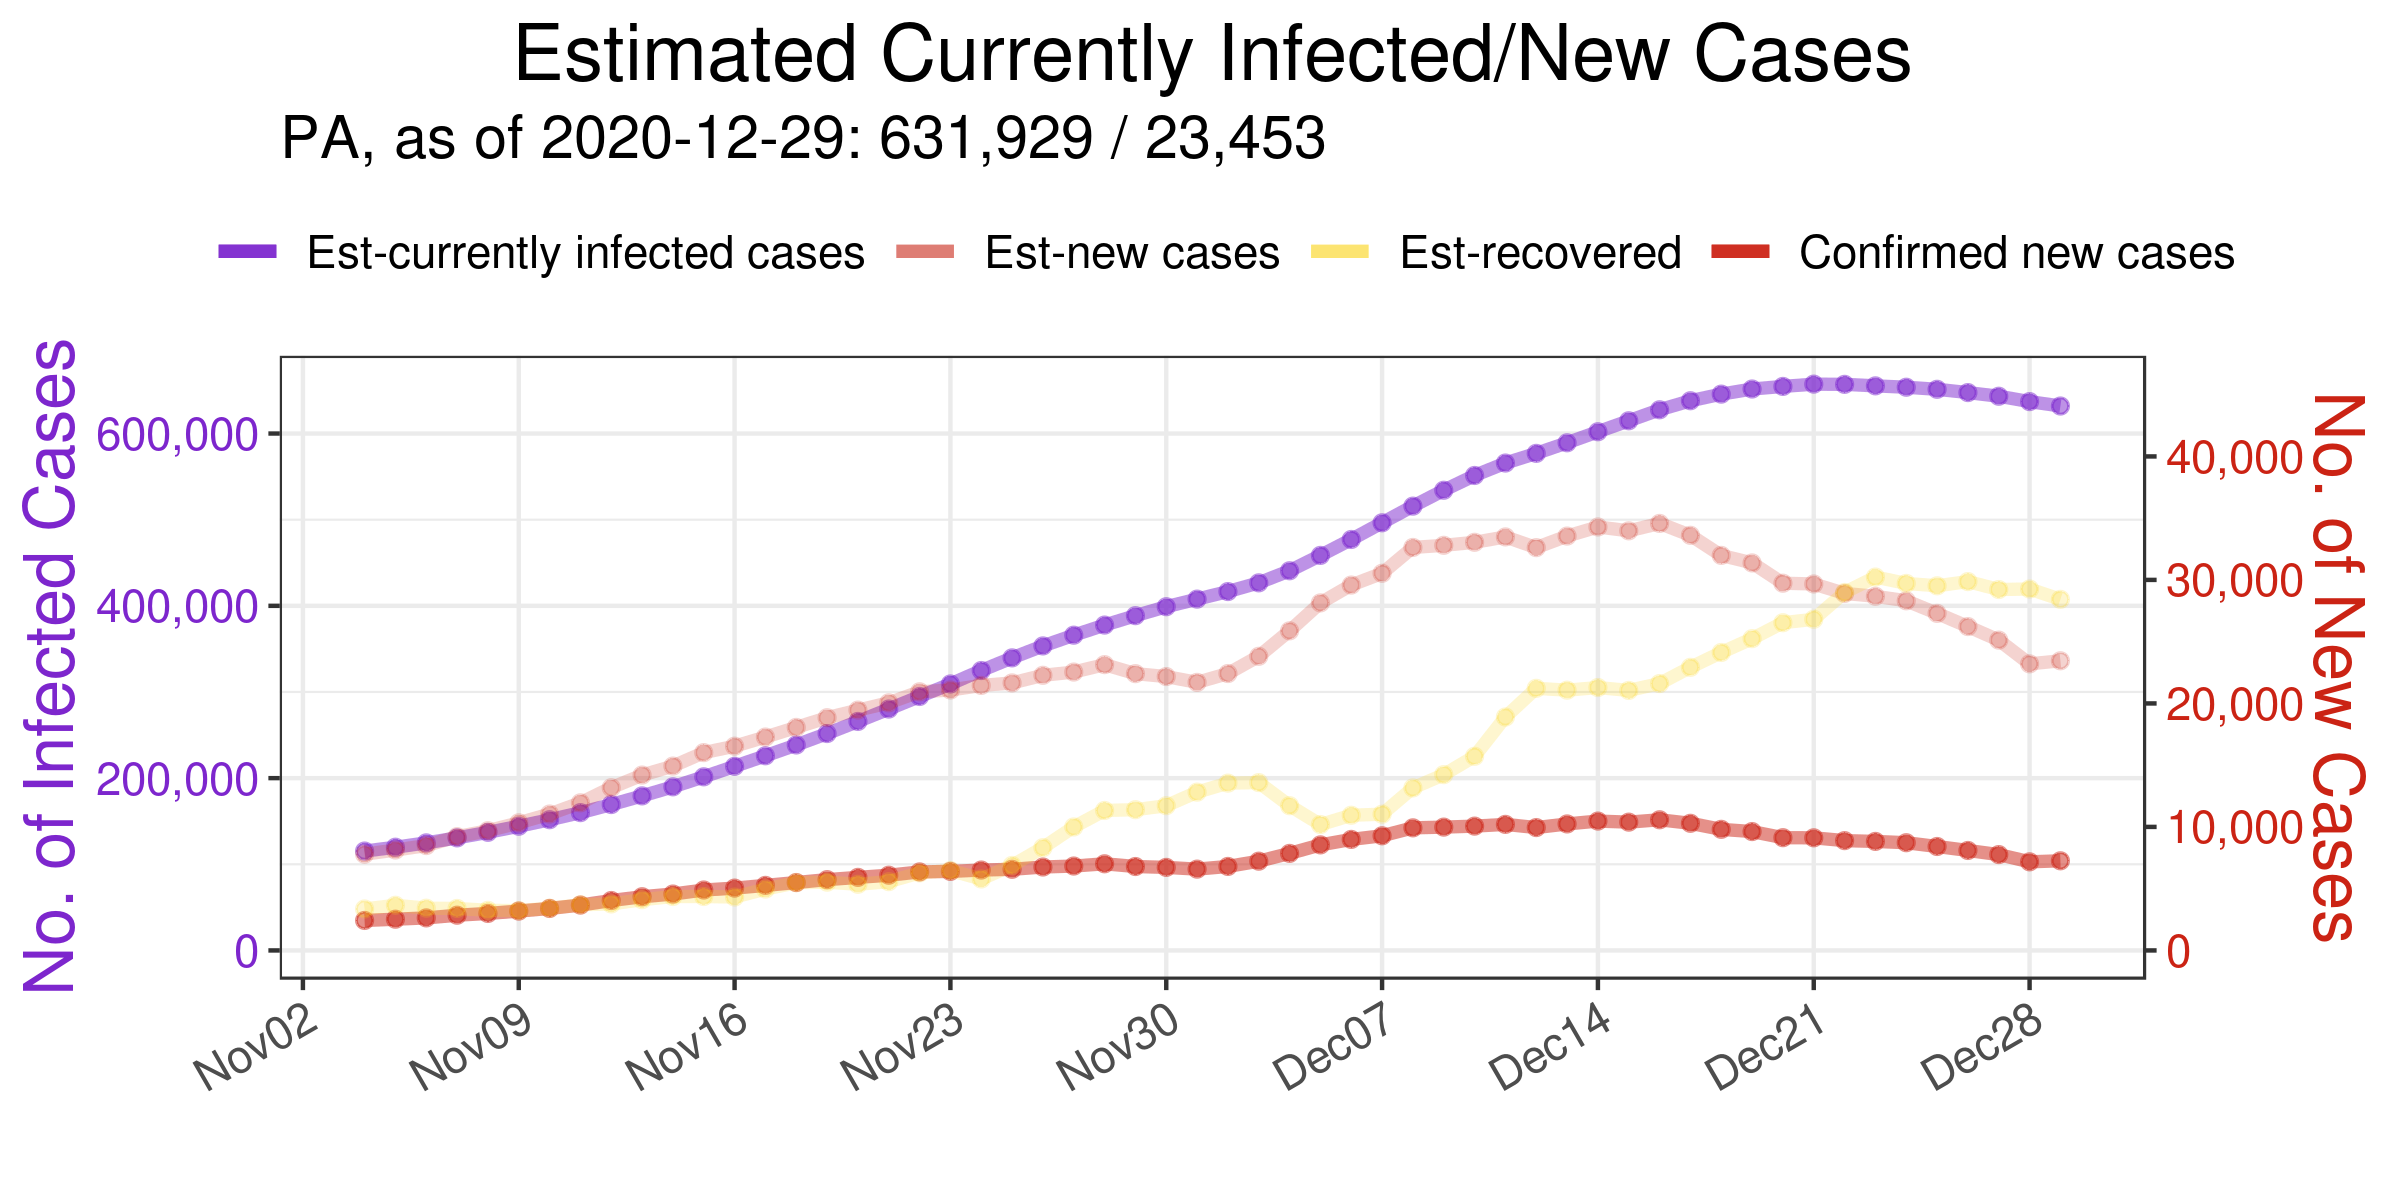 Estimated Currently Infected/New Cases
PA, as of 2020-12-29: 631,929 / 23,453
Est-currently infected cases Est-new cases Est-recovered Confirmed new cases
No. of Infected Cases
600,000
400,000
200,000
0
40,000
30,000
20,000
10,000
0
No. of New Cases
Nov02 Nov09 Nov16 Nov23 Nov30 Dec07 Dec14 Dec21 Dec28